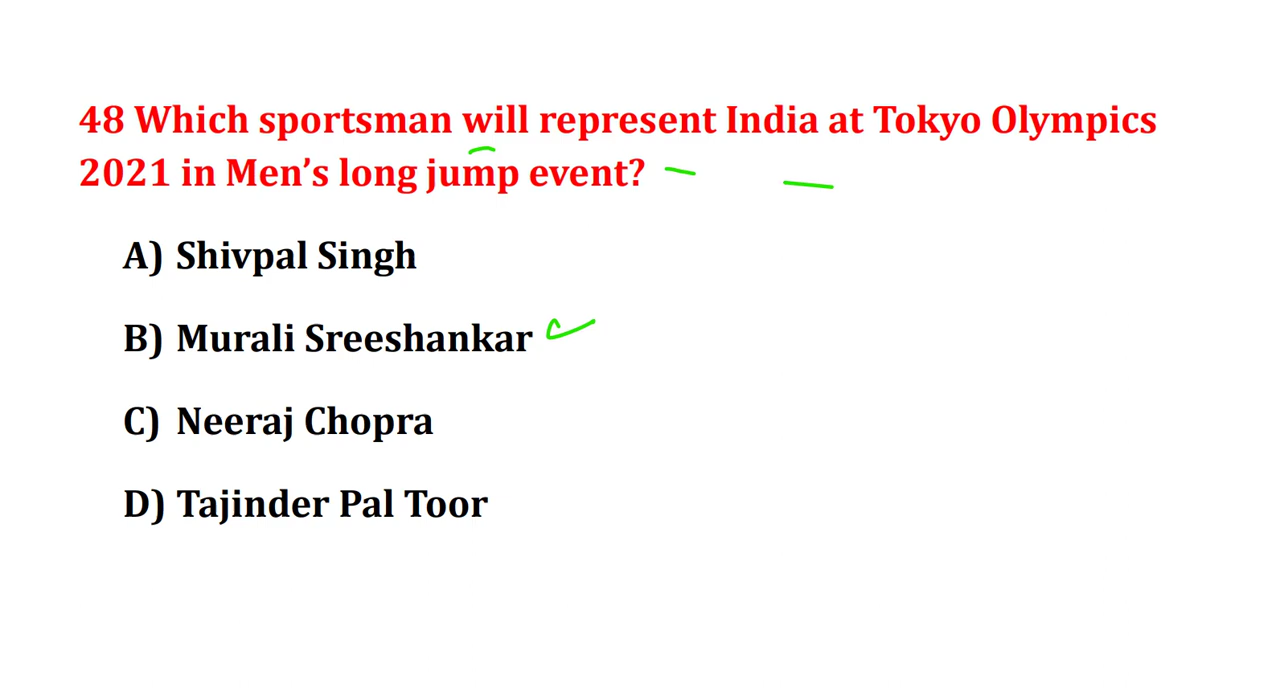 48 Which sportsman will represent India at Tokyo Olympics
2021 in Men’s long jump event?
A) Shivpal Singh
B) Murali Sreeshankar
C) Neeraj Chopra
D) Tajinder Pal Toor